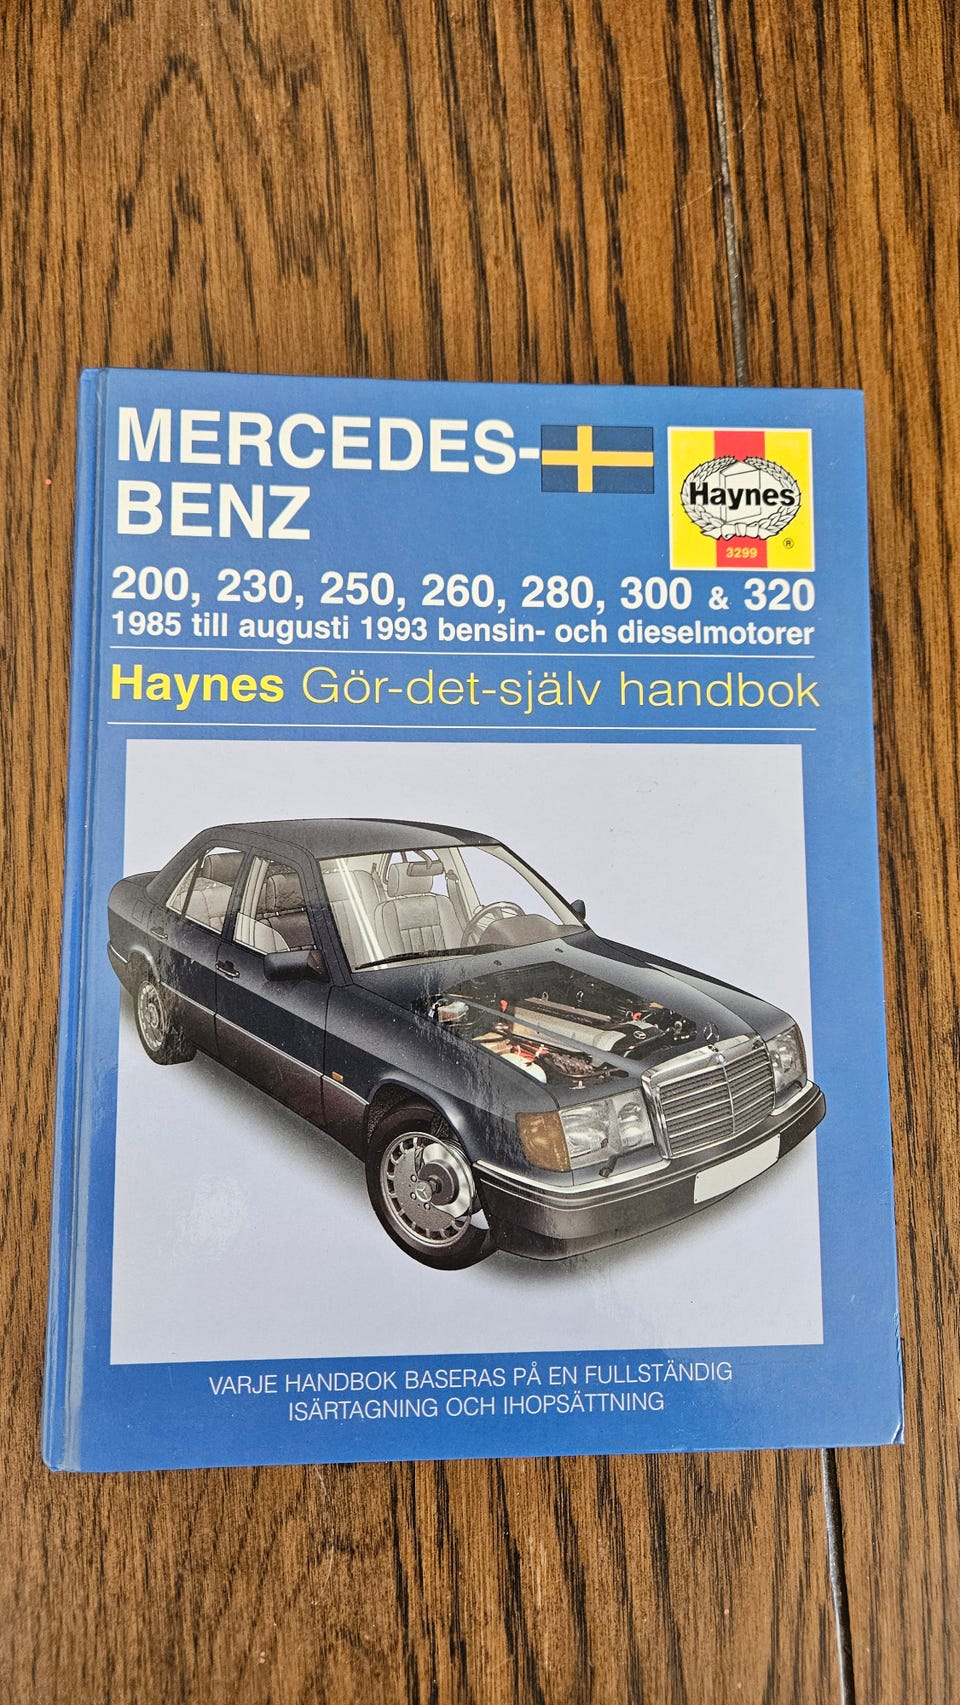 MERCEDES-
BENZ
Haynes
3299
®
200, 230, 250, 260, 280, 300 & 320
1985 till augusti 1993 bensin- och dieselmotorer
Haynes Gör-det-själv handbok
VARJE HANDBOK BASERAS PÅ EN FULLSTÄNDIG
ISÄRTAGNING OCH IHOPSÄTTNING